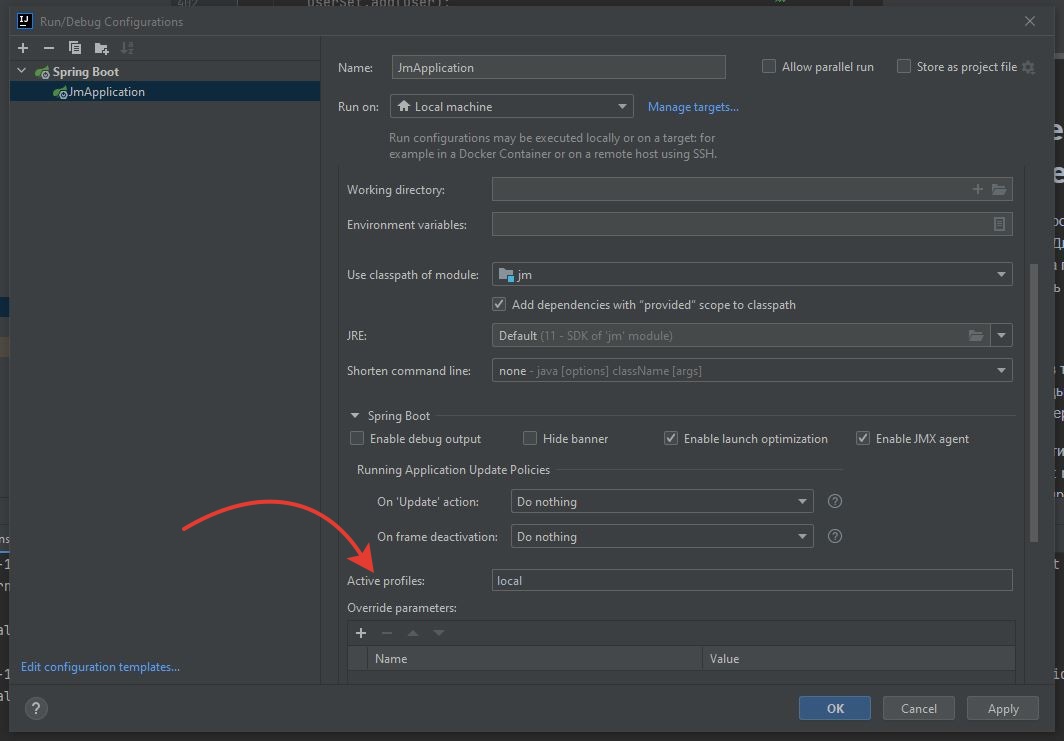 402
userSet.add(user);
Run/Debug Configurations
Spring Boot
JmApplication
Name: JmApplication Allow parallel run Store as project file
Run on: Local machine Manage targets...
Run configurations may be executed locally or on a target: for
example in a Docker Container or on a remote host using SSH.
Working directory:
Environment variables:
Use classpath of module: jm
Add dependencies with “provided” scope to classpath
JRE: Default (11 - SDK of 'jm' module)
Shorten command line: none - java [options] className [args]
Spring Boot
Enable debug output Hide banner Enable launch optimization Enable JMX agent
Running Application Update Policies
On 'Update' action: Do nothing ?
On frame deactivation: Do nothing ?
Active profiles: local
Override parameters:
Name Value
Edit configuration templates...
? OK Cancel Apply